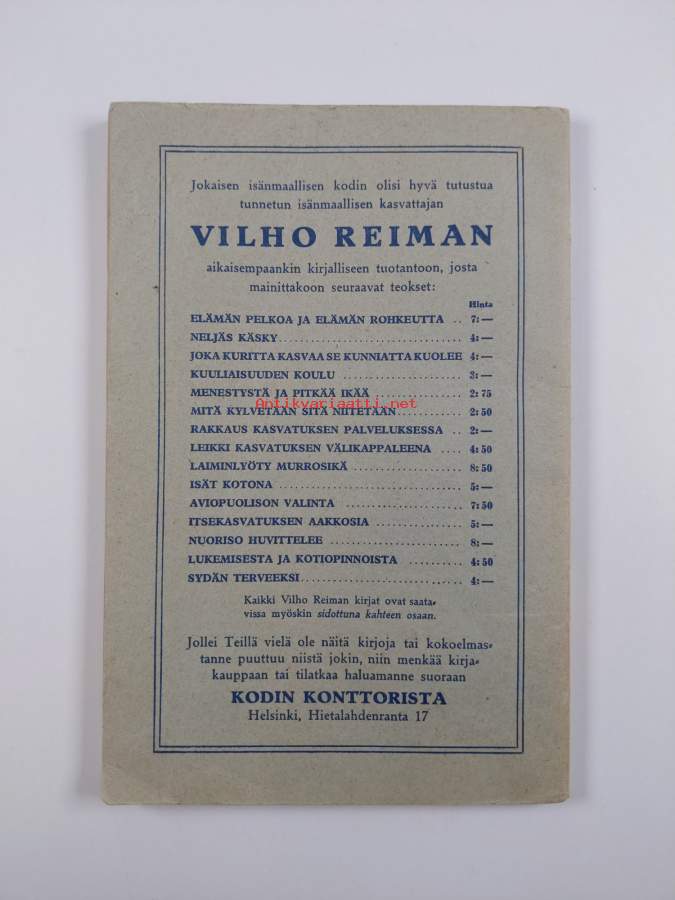 Jokaisen isänmaallisen kodin olisi hyvä tutustua
tunnetun isänmaallisen kasvattajan
VILHO REIMAN
aikaisempaankin kirjalliseen tuotantoon, josta
mainittakoon seuraavat teokset:
Hinta
ELÄMÄN PELKOA JA ELÄMÄN ROHKEUTTA .. 7:—
NELJÄS KÄSKY .......................... 4:—
JOKA KURITTA KASVAA SE KUNNIATTA KUOLEE 4:—
KUULIAISUUDEN KOULU .................. 3:—
MENESTYSTÄ JA PITKÄÄ IKÄÄ ............ 2:75
Antikvariaatti.net
MITÄ KYLVETÄÄN SITÄ NIITETÄÄN .......... 2:50
RAKKAUS KASVATUKSEN PALVELUKSESSA .. 2:—
LEIKKI KASVATUKSEN VÄLIKAPPALEENA .... 4:50
LAIMINLYÖTY MURROSIKÄ ................ 8:50
ISÄT KOTONA .......................... 5:—
AVIOPUOLISON VALINTA .................. 7:50
ITSEKASVATUKSEN AAKKOSIA .............. 5:—
NUORISO HUVITTELEE .................... 8:—
LUKEMISESTA JA KOTIOPINNOISTA .......... 4:50
SYDÄN TERVEEKSI ........................ 4:—
Kaikki Vilho Reiman kirjat ovat saata-
vissa myöskin sidottuna kahteen osaan.
Jollei Teillä vielä ole näitä kirjoja tai kokoelmas-
tanne puuttuu niistä jokin, niin menkää kirja-
kauppaan tai tilatkaa haluamanne suoraan
KODIN KONTTORISTA
Helsinki, Hietalahdenranta 17